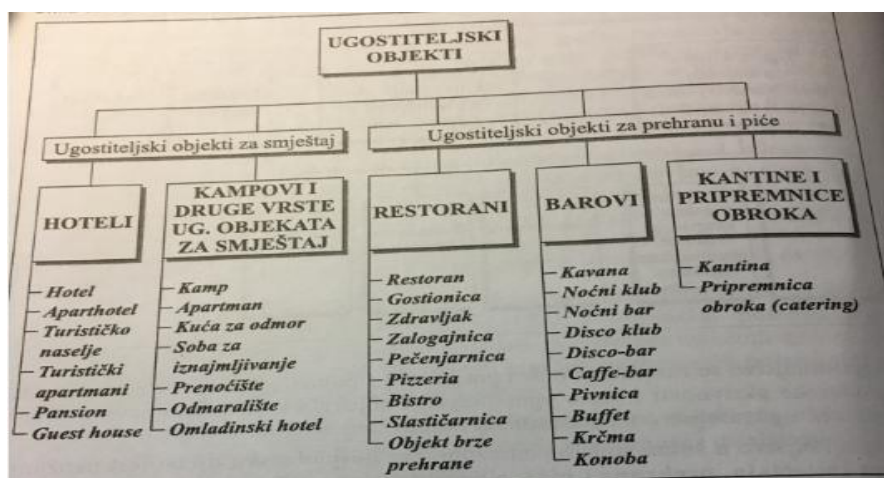 UGOSTITELJSKI
OBJEKTI
Ugostiteljski objekti za smještaj
Ugostiteljski objekti za prehranu i piće
HOTELI
KAMPOVI I
DRUGE VRSTE
UG. OBJEKATA
ZA SMJEŠTAJ
RESTORANI
BAROVI
KANTINE I
PRIPREMNICE
OBROKA
Hotel
Aparthotel
Turističko
naselje
Turistički
apartmani
Pansion
Guest house
Kamp
Apartman
Kuća za odmor
Soba za
iznajmljivanje
Prenoćište
Odmaralište
Omladinski hotel
Restoran
Gostionica
Zdravljak
Zalogajnica
Pečenjarnica
Pizzeria
Bistro
Slastičarnica
Objekt brze
prehrane
Kavana
Noćni klub
Noćni bar
Disco klub
Disco-bar
Caffe-bar
Pivnica
Buffet
Krčma
Konoba
Kantina
Pripremnica
obroka (catering)